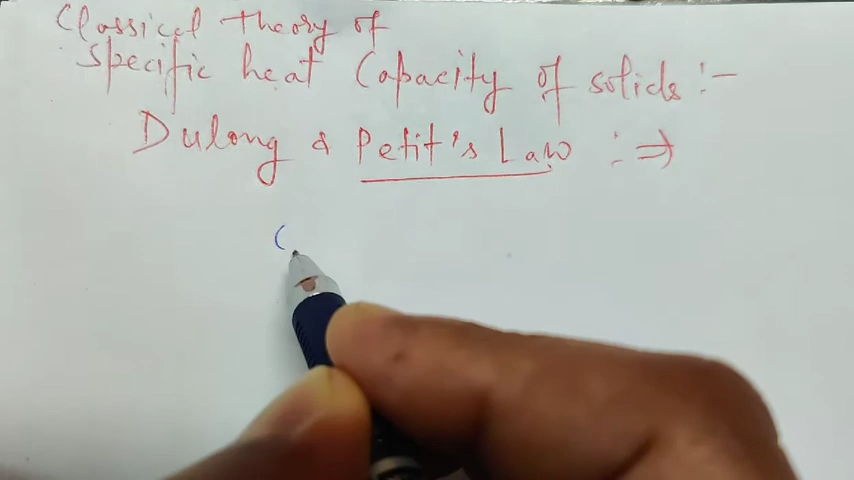 Classical Theory of
specific heat Capacity of solids :-
Dulong & Petit's Law :⇒
(